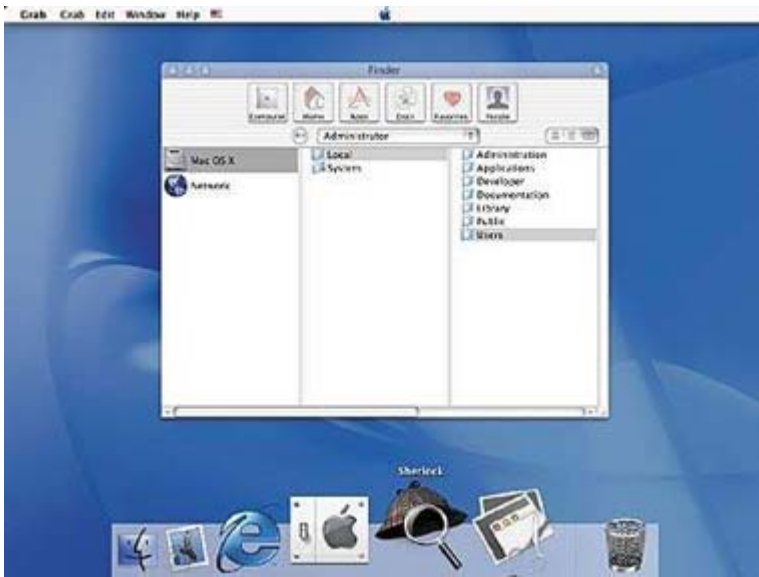 Grab Grab Edit Window Help
Finder
Computer Home Apps Docs Favorites People
Administrator
Mac OS X
Network
Local
System
Administration
Applications
Developer
Documentation
Library
Public
Users
Sherlock